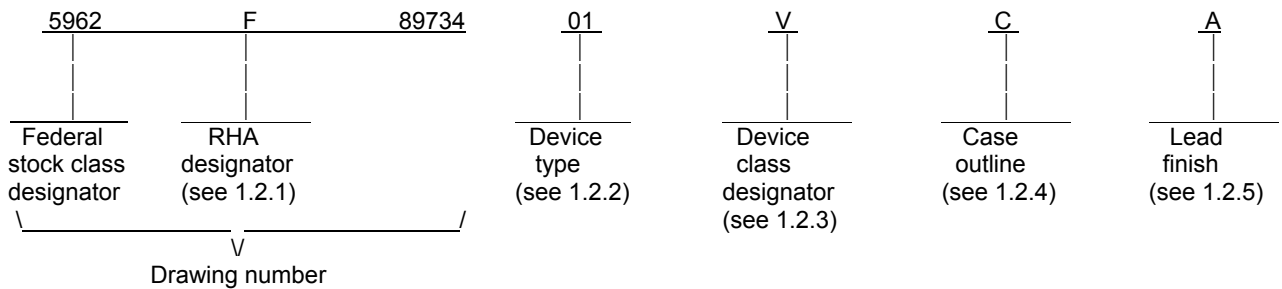 5962 F 89734 01 V C A
Federal RHA Device Device Case Lead
stock class designator type class outline finish
designator (see 1.2.1) (see 1.2.2) designator (see 1.2.4) (see 1.2.5)
(see 1.2.3)
\ /
\/
Drawing number